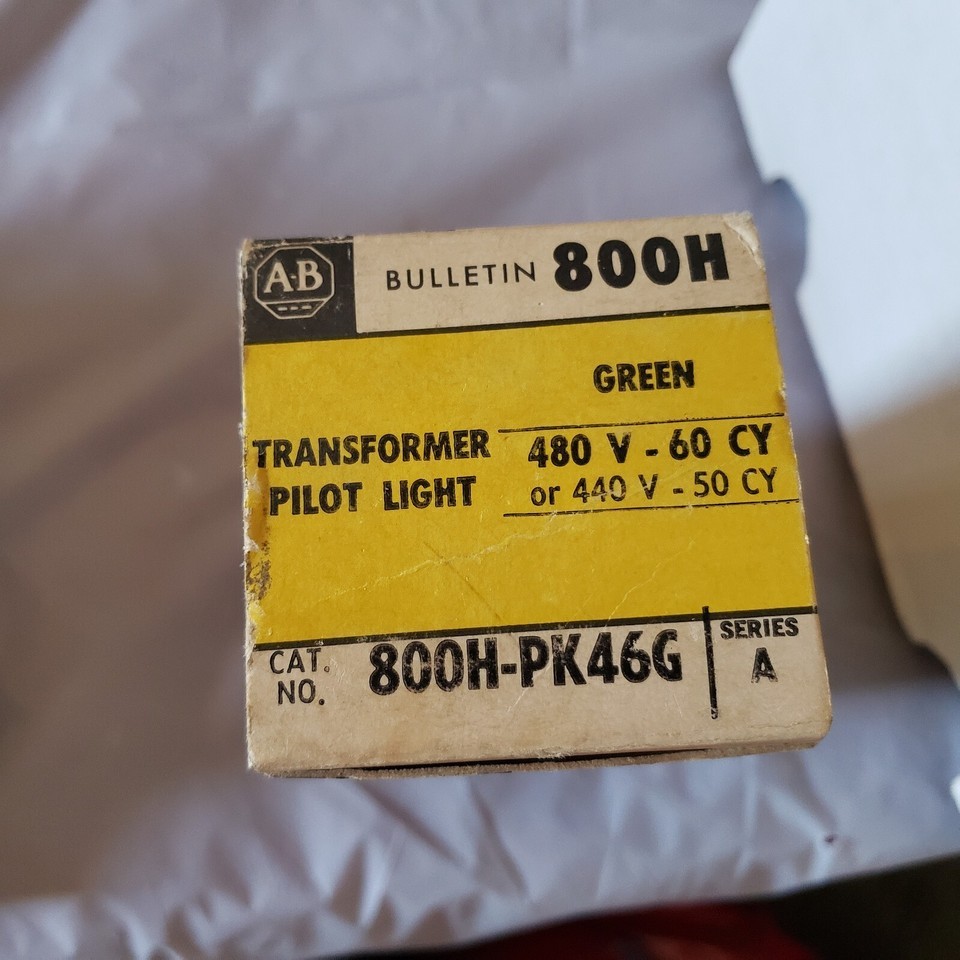 A-B
BULLETIN 800H
GREEN
TRANSFORMER
PILOT LIGHT
480 V - 60 CY
or 440 V - 50 CY
CAT.
NO.
800H-PK46G
SERIES
A